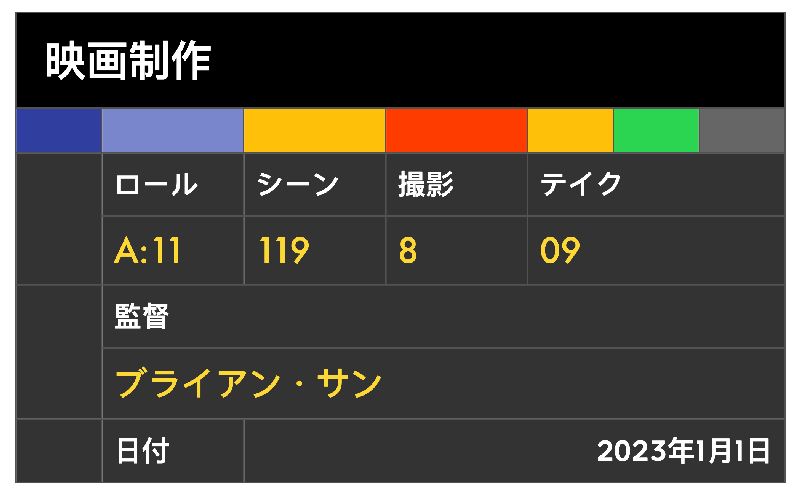 映画制作
ロール シーン 撮影 テイク
A:11 119 8 09
監督
ブライアン・サン
日付 2023年1月1日